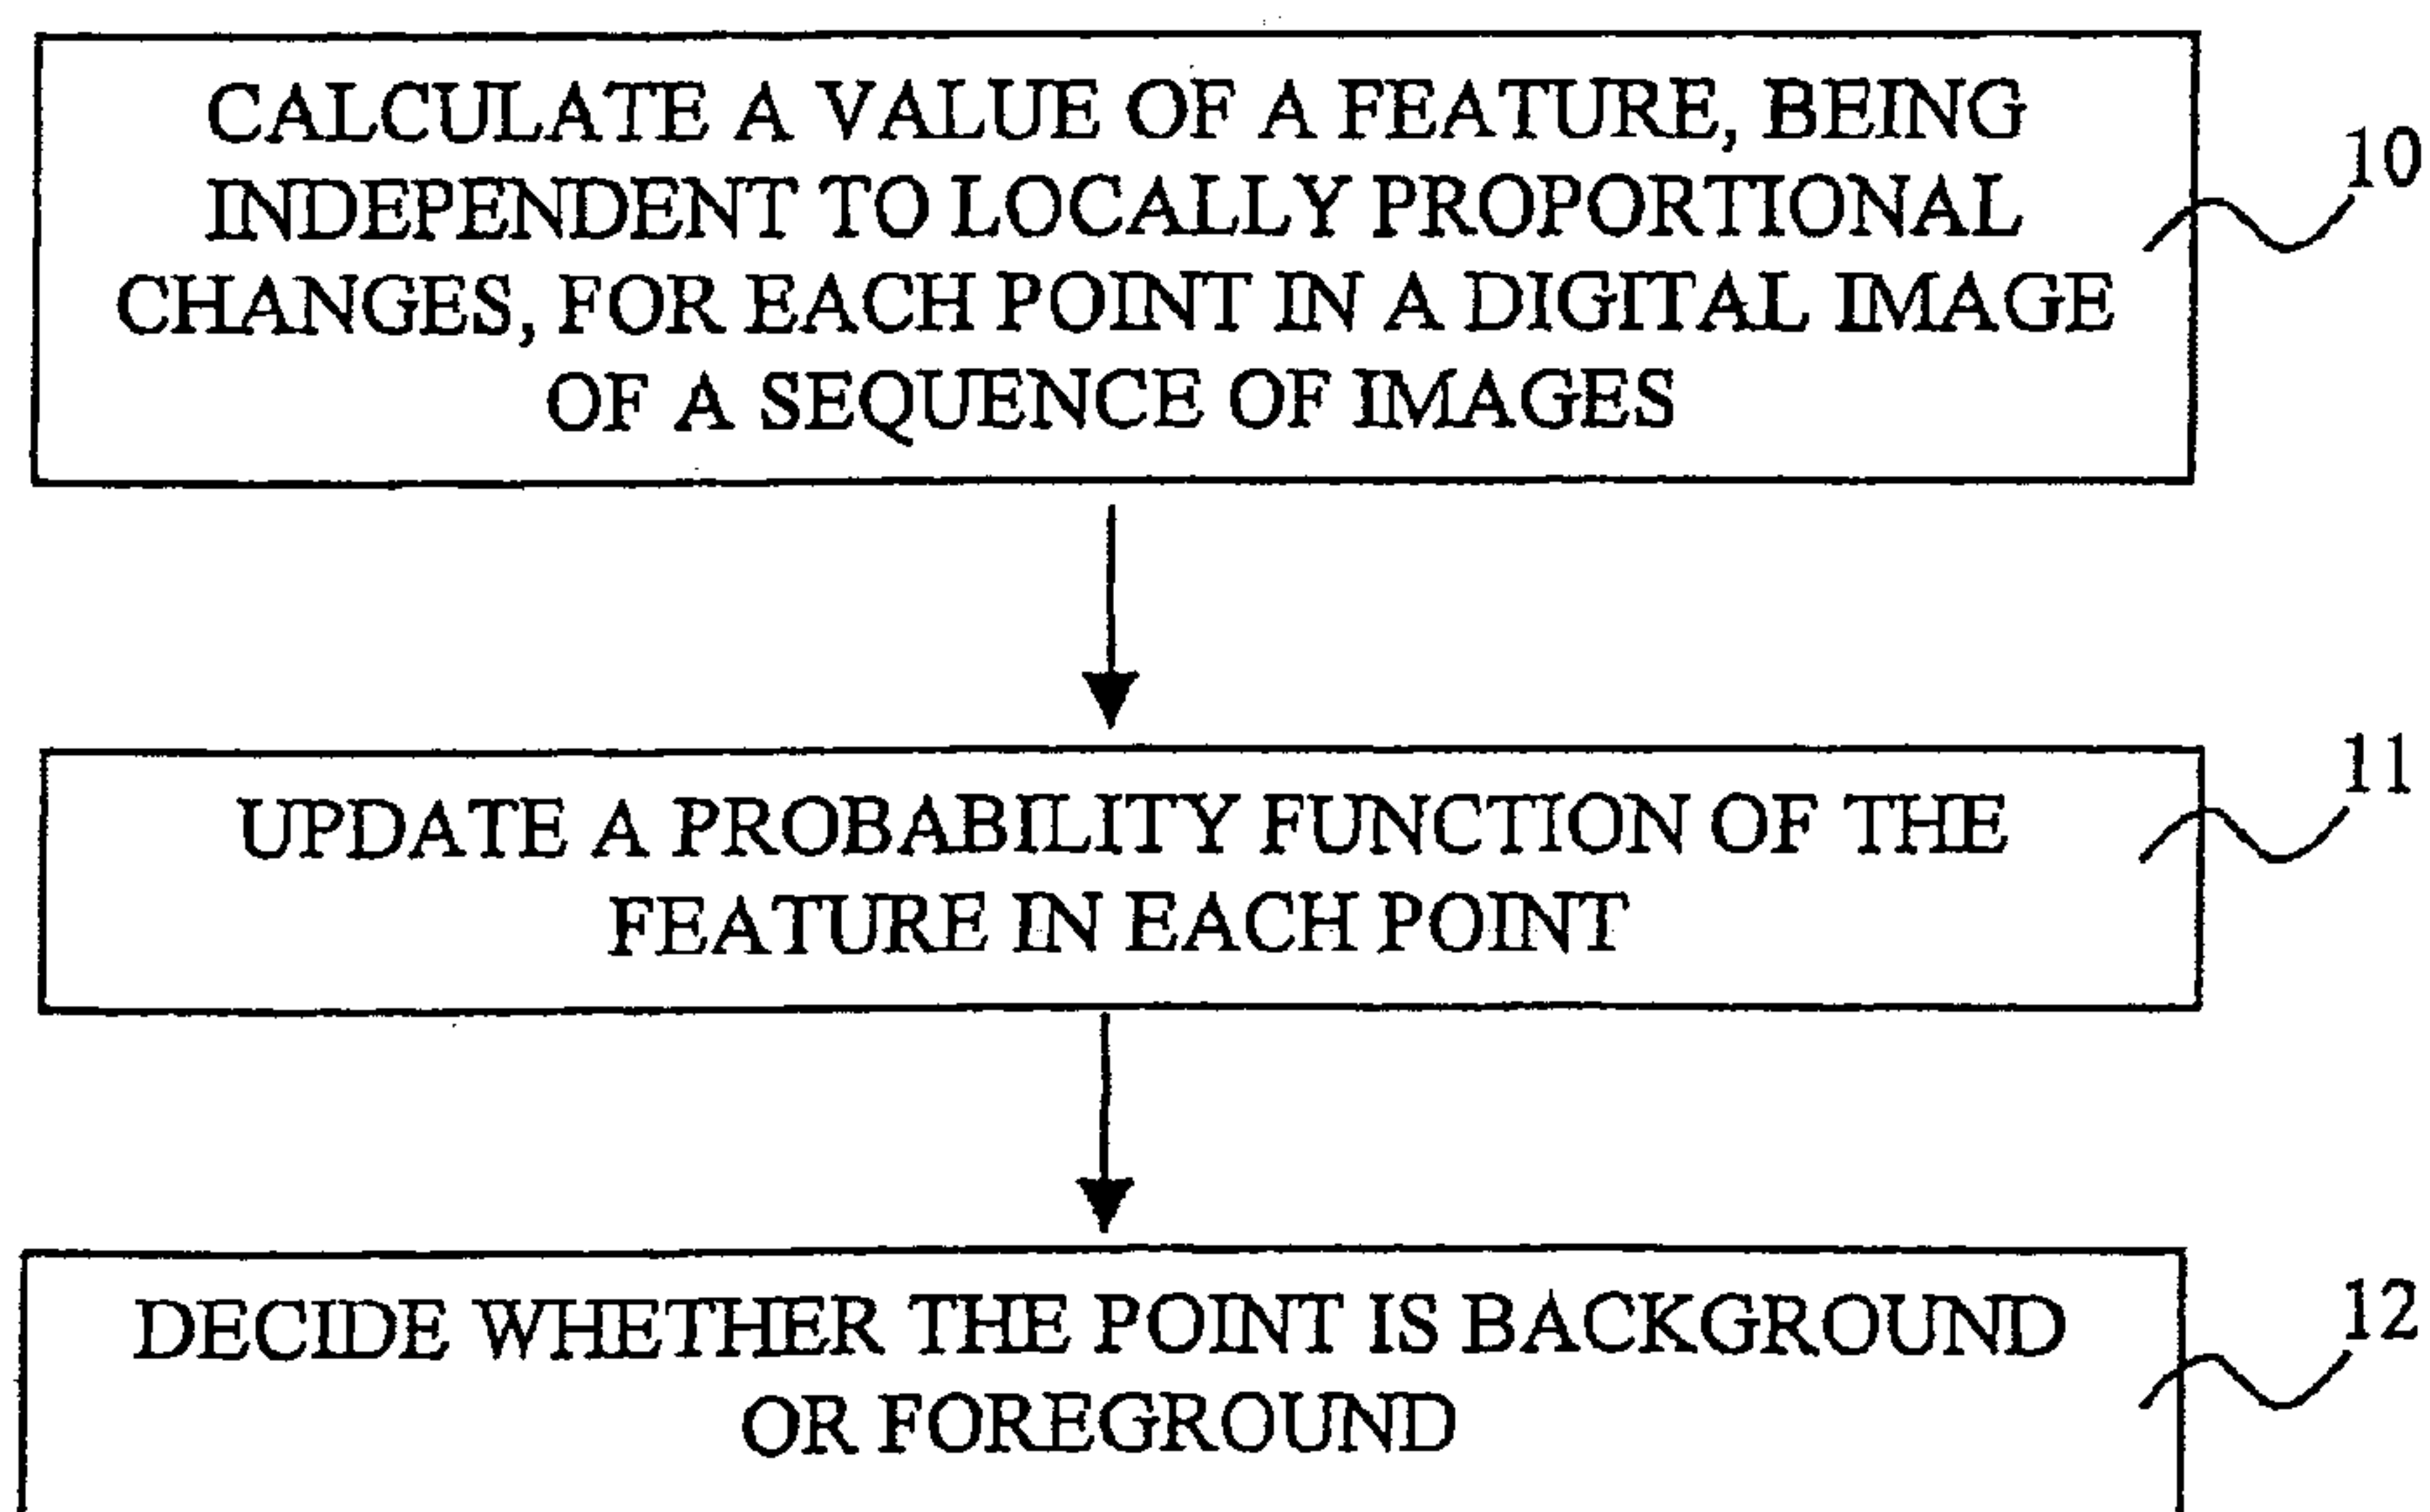 CALCULATE A VALUE OF A FEATURE, BEING
INDEPENDENT TO LOCALLY PROPORTIONAL
CHANGES, FOR EACH POINT IN A DIGITAL IMAGE
OF A SEQUENCE OF IMAGES
10
UPDATE A PROBABILITY FUNCTION OF THE
FEATURE IN EACH POINT
11
DECIDE WHETHER THE POINT IS BACKGROUND
OR FOREGROUND
12